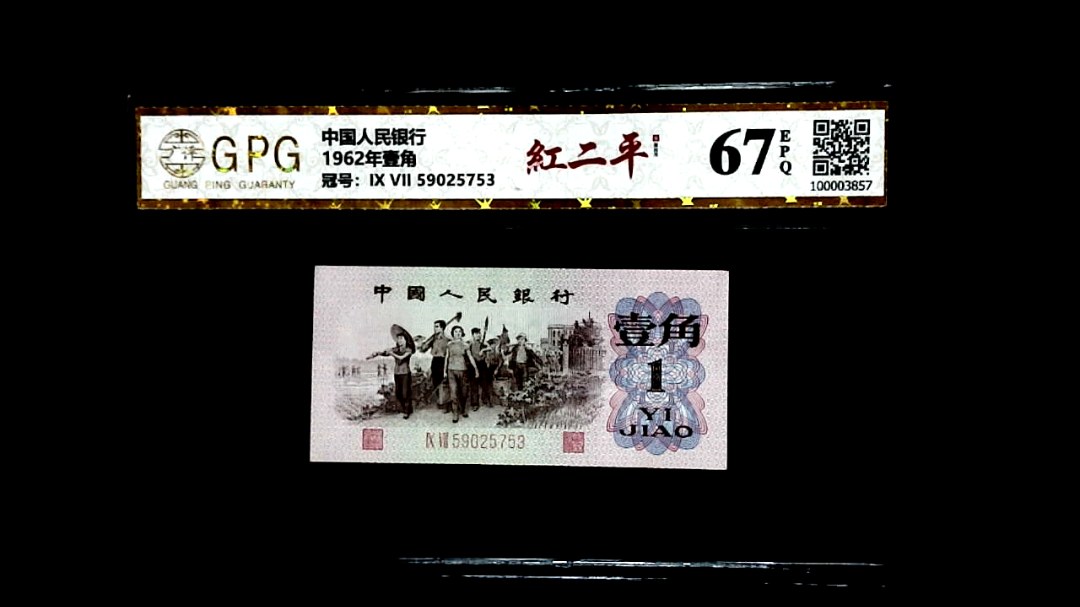 GPG
GUANG PING GUARANTY
中国人民银行
1962年壹角
冠号：IX VII 59025753
紅二平
67
EPQ
100003857
中國人民銀行
壹角
1
YI
JIAO
59025753